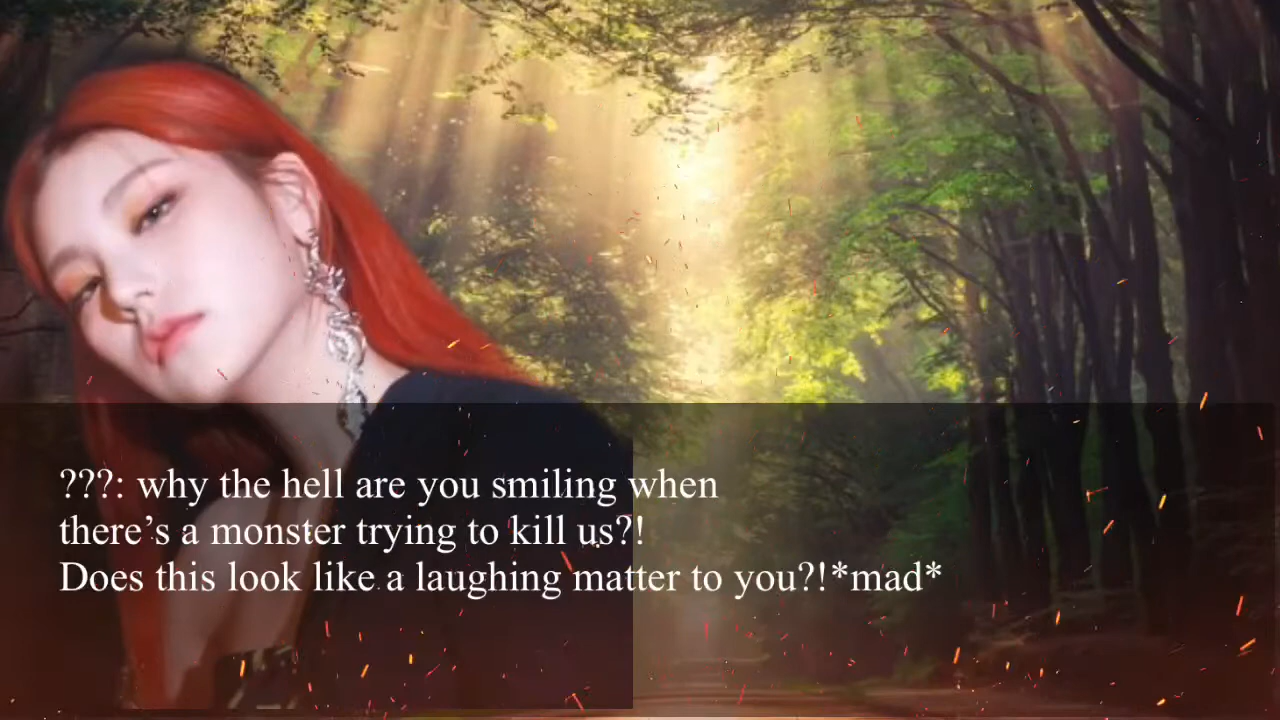 ???: why the hell are you smiling when
there’s a monster trying to kill us?!
Does this look like a laughing matter to you?!*mad*